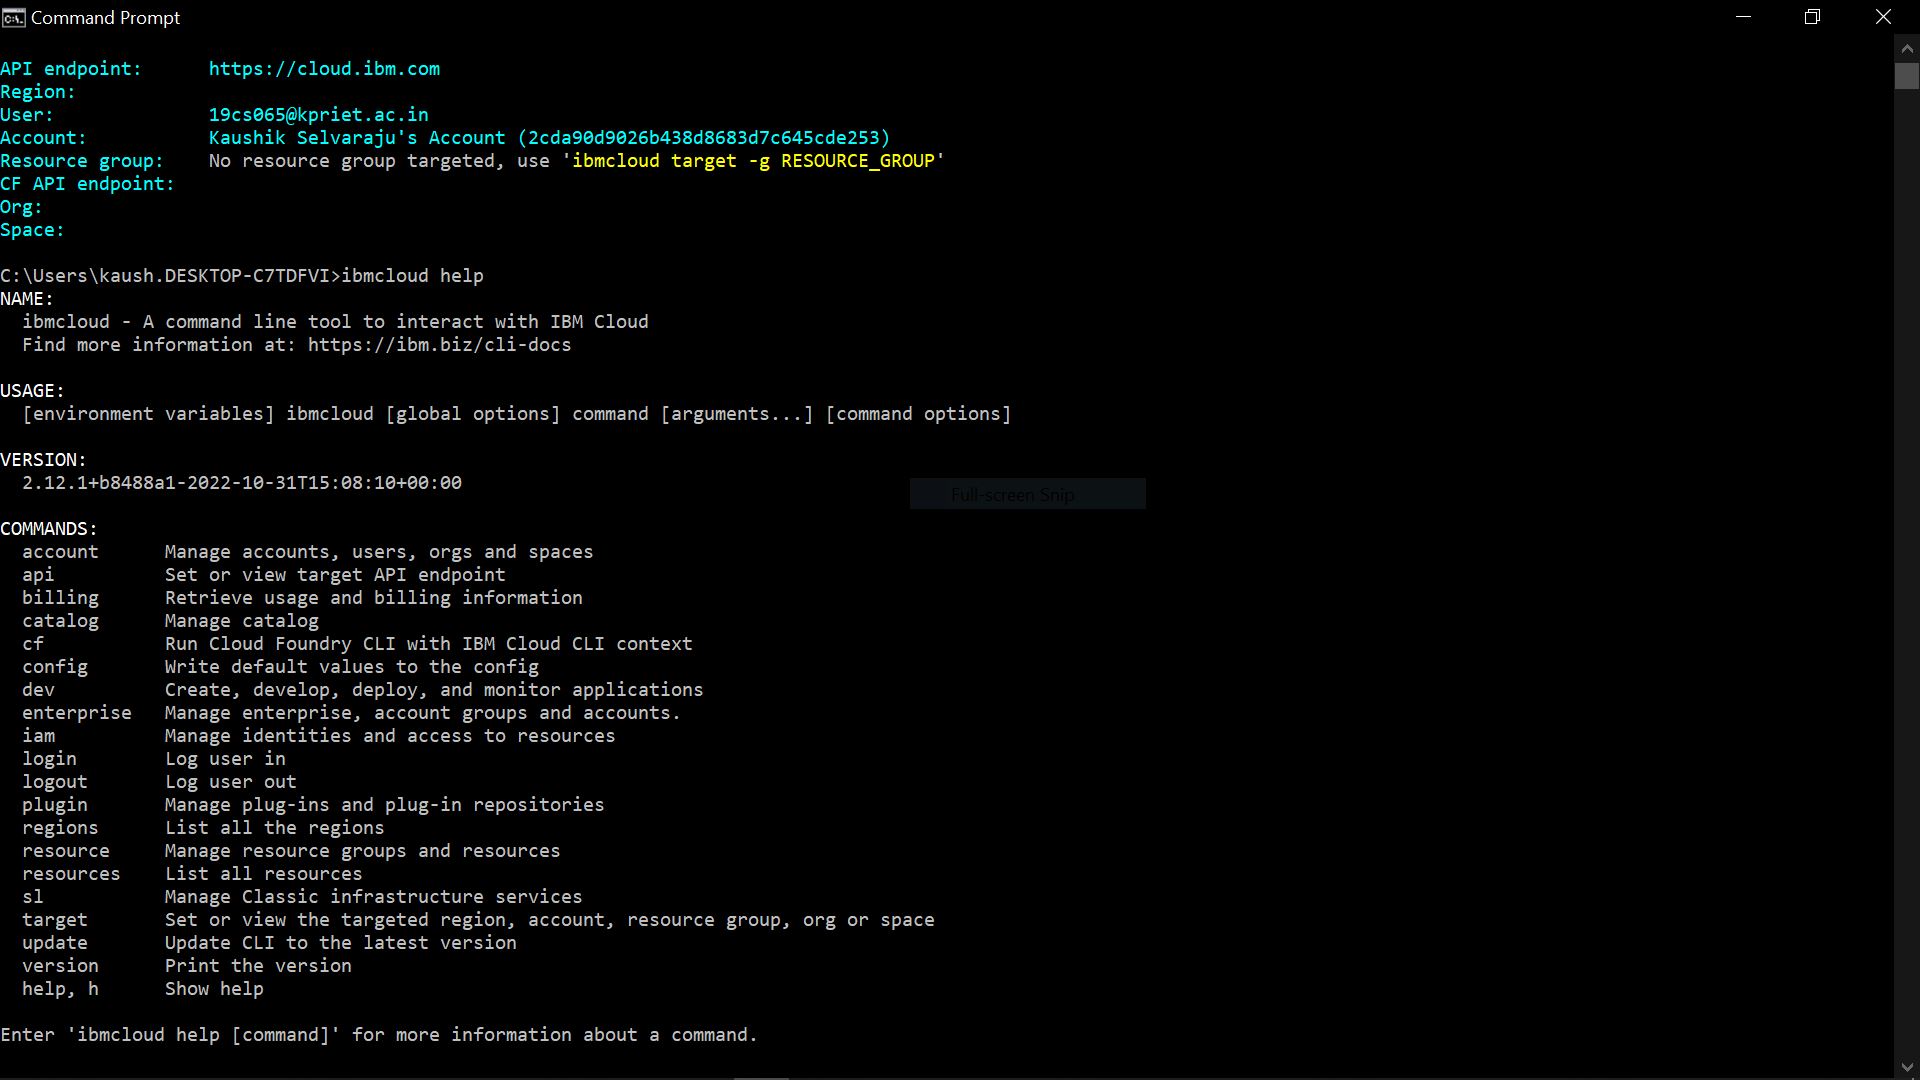 Command Prompt
API endpoint:      https://cloud.ibm.com
Region:
User:              19cs065@kpriet.ac.in
Account:           Kaushik Selvaraju's Account (2cda90d9026b438d8683d7c645cde253)
Resource group:    No resource group targeted, use 'ibmcloud target -g RESOURCE_GROUP'
CF API endpoint:
Org:
Space:
C:\Users\kaush.DESKTOP-C7TDFVI>ibmcloud help
NAME:
  ibmcloud - A command line tool to interact with IBM Cloud
  Find more information at: https://ibm.biz/cli-docs
USAGE:
  [environment variables] ibmcloud [global options] command [arguments...] [command options]
VERSION:
  2.12.1+b8488a1-2022-10-31T15:08:10+00:00
Full-screen Snip
COMMANDS:
  account      Manage accounts, users, orgs and spaces
  api          Set or view target API endpoint
  billing      Retrieve usage and billing information
  catalog      Manage catalog
  cf           Run Cloud Foundry CLI with IBM Cloud CLI context
  config       Write default values to the config
  dev          Create, develop, deploy, and monitor applications
  enterprise   Manage enterprise, account groups and accounts.
  iam          Manage identities and access to resources
  login        Log user in
  logout       Log user out
  plugin       Manage plug-ins and plug-in repositories
  regions      List all the regions
  resource     Manage resource groups and resources
  resources    List all resources
  sl           Manage Classic infrastructure services
  target       Set or view the targeted region, account, resource group, org or space
  update       Update CLI to the latest version
  version      Print the version
  help, h      Show help
Enter 'ibmcloud help [command]' for more information about a command.